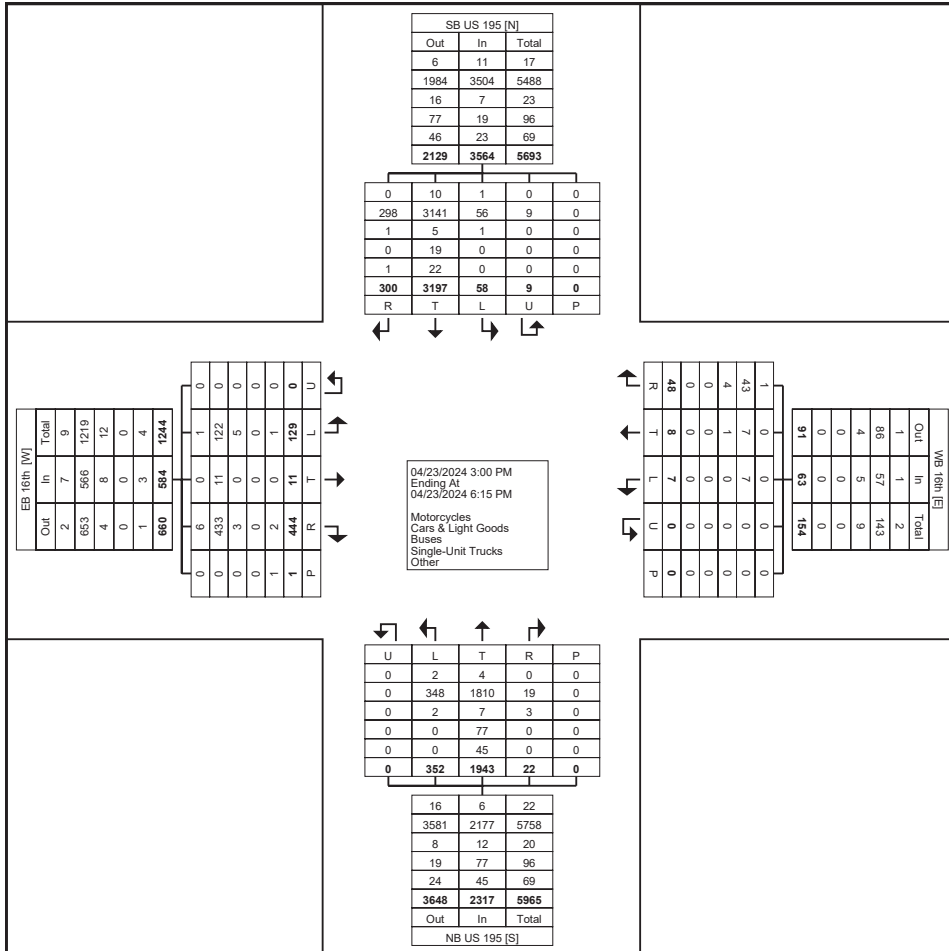 SB US 195 [N]
Out In Total
6 11 17
1984 3504 5488
16 7 23
77 19 96
46 23 69
2129 3564 5693
0 10 1 0 0
298 3141 56 9 0
1 5 1 0 0
0 19 0 0 0
1 22 0 0 0
300 3197 58 9 0
R T L U P
EB 16th [W]
Total In Out
9 7 2
1219 566 653
12 8 4
0 0 0
4 3 1
1244 584 660
0 1 0 6 0
0 122 11 433 0
0 5 0 3 0
0 0 0 0 0
0 1 0 2 1
0 129 11 444 1
U L T R P
04/23/2024 3:00 PM
Ending At
04/23/2024 6:15 PM
Motorcycles
Cars & Light Goods
Buses
Single-Unit Trucks
Other
WB 16th [E]
Out In Total
1 1 2
86 57 143
4 5 9
0 0 0
0 0 0
91 63 154
1 0 0 0 0
43 7 7 0 0
4 1 0 0 0
0 0 0 0 0
0 0 0 0 0
48 8 7 0 0
R T L U P
U L T R P
0 2 4 0 0
0 348 1810 19 0
0 2 7 3 0
0 0 77 0 0
0 0 45 0 0
0 352 1943 22 0
16 6 22
3581 2177 5758
8 12 20
19 77 96
24 45 69
3648 2317 5965
Out In Total
NB US 195 [S]